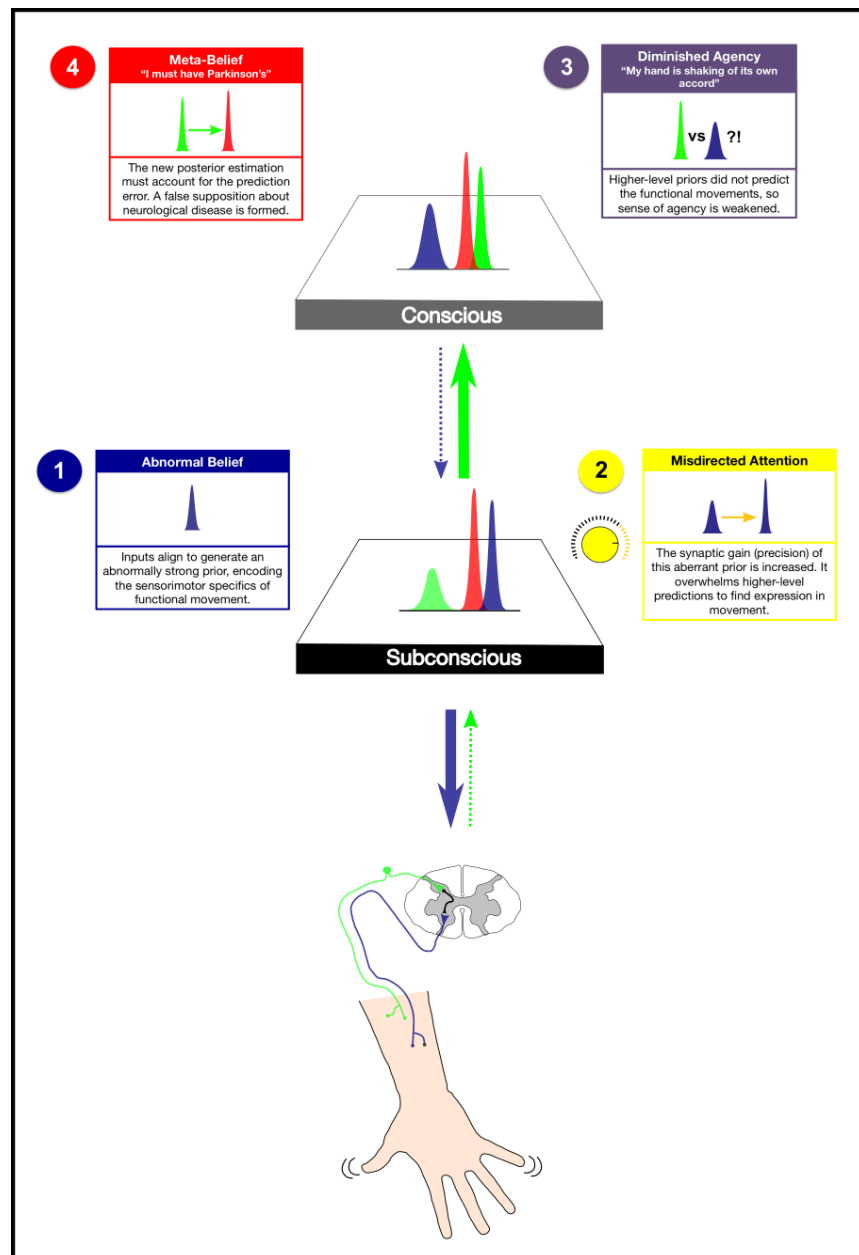 4
Meta-Belief
"I must have Parkinson's"
The new posterior estimation
must account for the prediction
error. A false supposition about
neurological disease is formed.
3
Diminished Agency
"My hand is shaking of its own
accord"
vs ?!
Higher-level priors did not predict
the functional movements, so
sense of agency is weakened.
Conscious
1
Abnormal Belief
Inputs align to generate an
abnormally strong prior, encoding
the sensorimotor specifics of
functional movement.
2
Misdirected Attention
The synaptic gain (precision) of
this aberrant prior is increased. It
overwhelms higher-level
predictions to find expression in
movement.
Subconscious